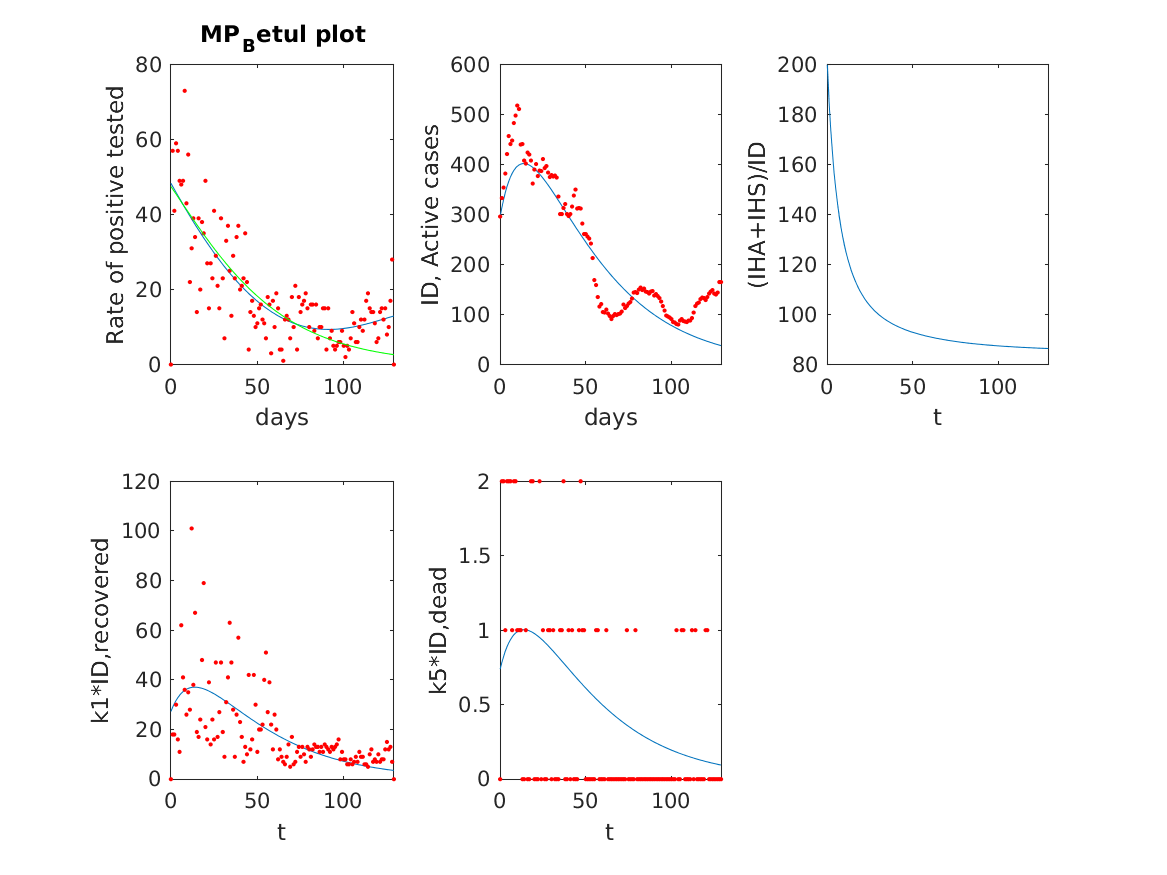 MP_Betul plot
80
60
40
20
0
0 50 100
Rate of positive tested
days
600
500
400
300
200
100
0
0 50 100
ID, Active cases
days
200
180
160
140
120
100
80
0 50 100
(IHA+IHS)/ID
t
120
100
80
60
40
20
0
0 50 100
k1*ID,recovered
t
2
1.5
1
0.5
0
0 50 100
k5*ID,dead
t